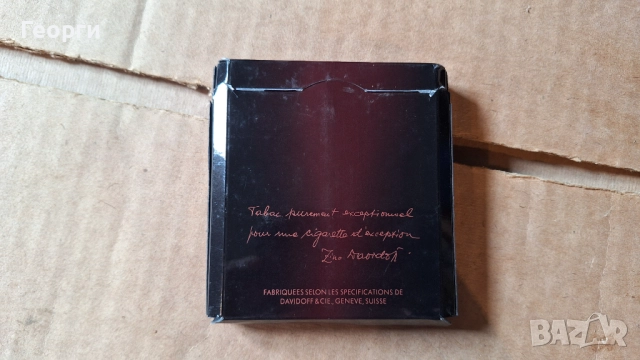 Георги
Tabac purement exceptionnel
pour une cigarette d'exception
Zino Davidoff
FABRIQUEES SELON LES SPECIFICATIONS DE
DAVIDOFF & CIE., GENEVE, SUISSE
BAZAR